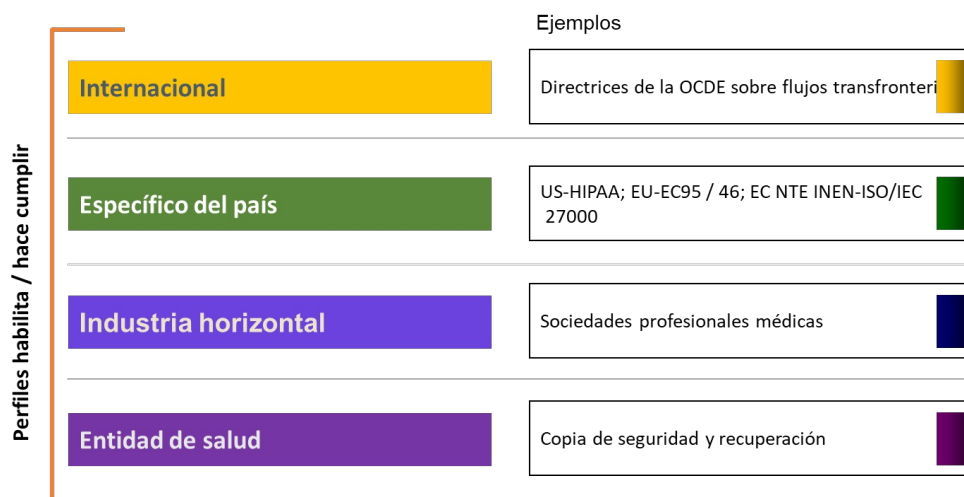 Ejemplos
Internacional
Directrices de la OCDE sobre flujos transfronteri
Específico del país
US-HIPAA; EU-EC95 / 46; EC NTE INEN-ISO/IEC
27000
Industria horizontal
Sociedades profesionales médicas
Entidad de salud
Copia de seguridad y recuperación
Perfiles habilita / hace cumplir